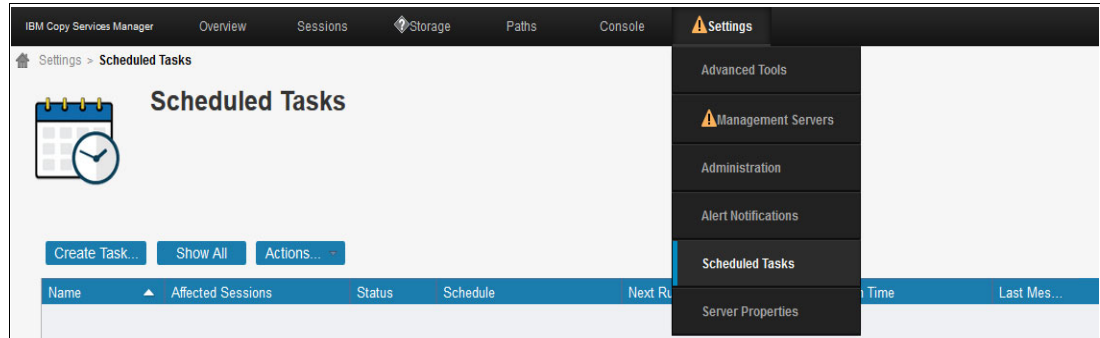 IBM Copy Services Manager Overview Sessions Storage Paths Console Settings
Settings > Scheduled Tasks
Scheduled Tasks
Advanced Tools
Management Servers
Administration
Alert Notifications
Scheduled Tasks
Server Properties
Create Task... Show All Actions...
Name Affected Sessions Status Schedule Next Time Last Mes...